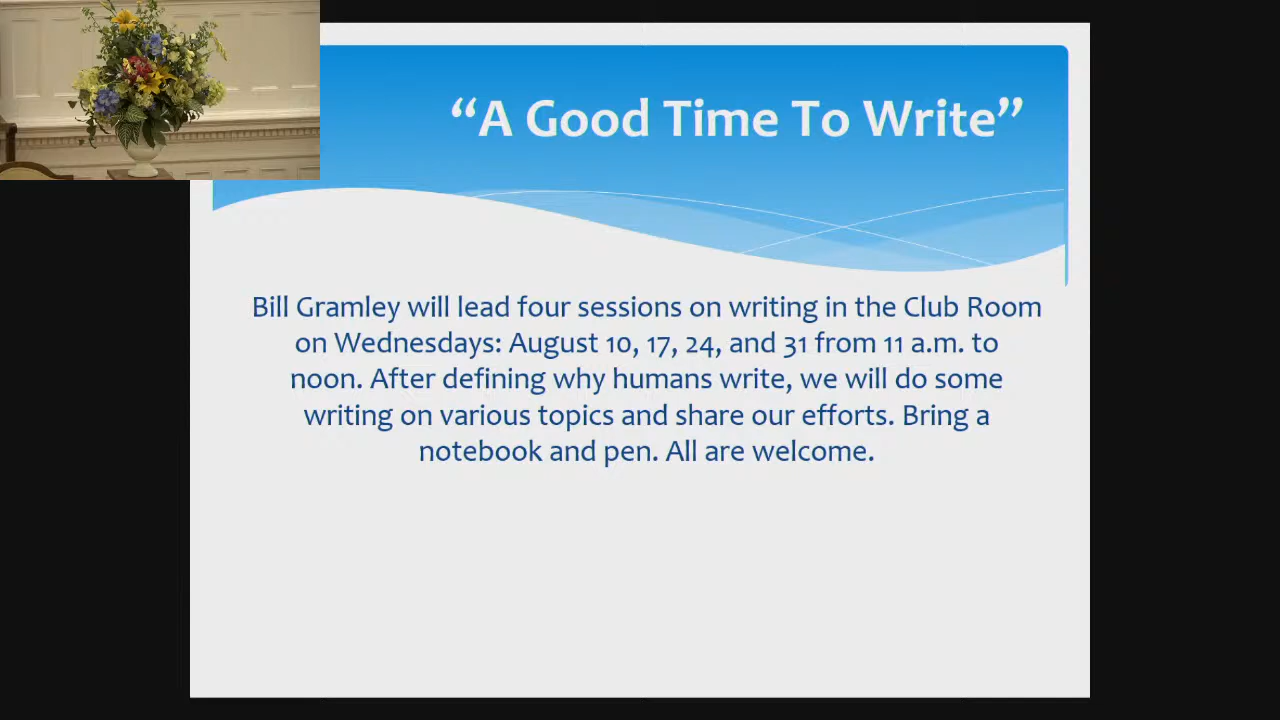 “A Good Time To Write”
Bill Gramley will lead four sessions on writing in the Club Room
on Wednesdays: August 10, 17, 24, and 31 from 11 a.m. to
noon. After defining why humans write, we will do some
writing on various topics and share our efforts. Bring a
notebook and pen. All are welcome.